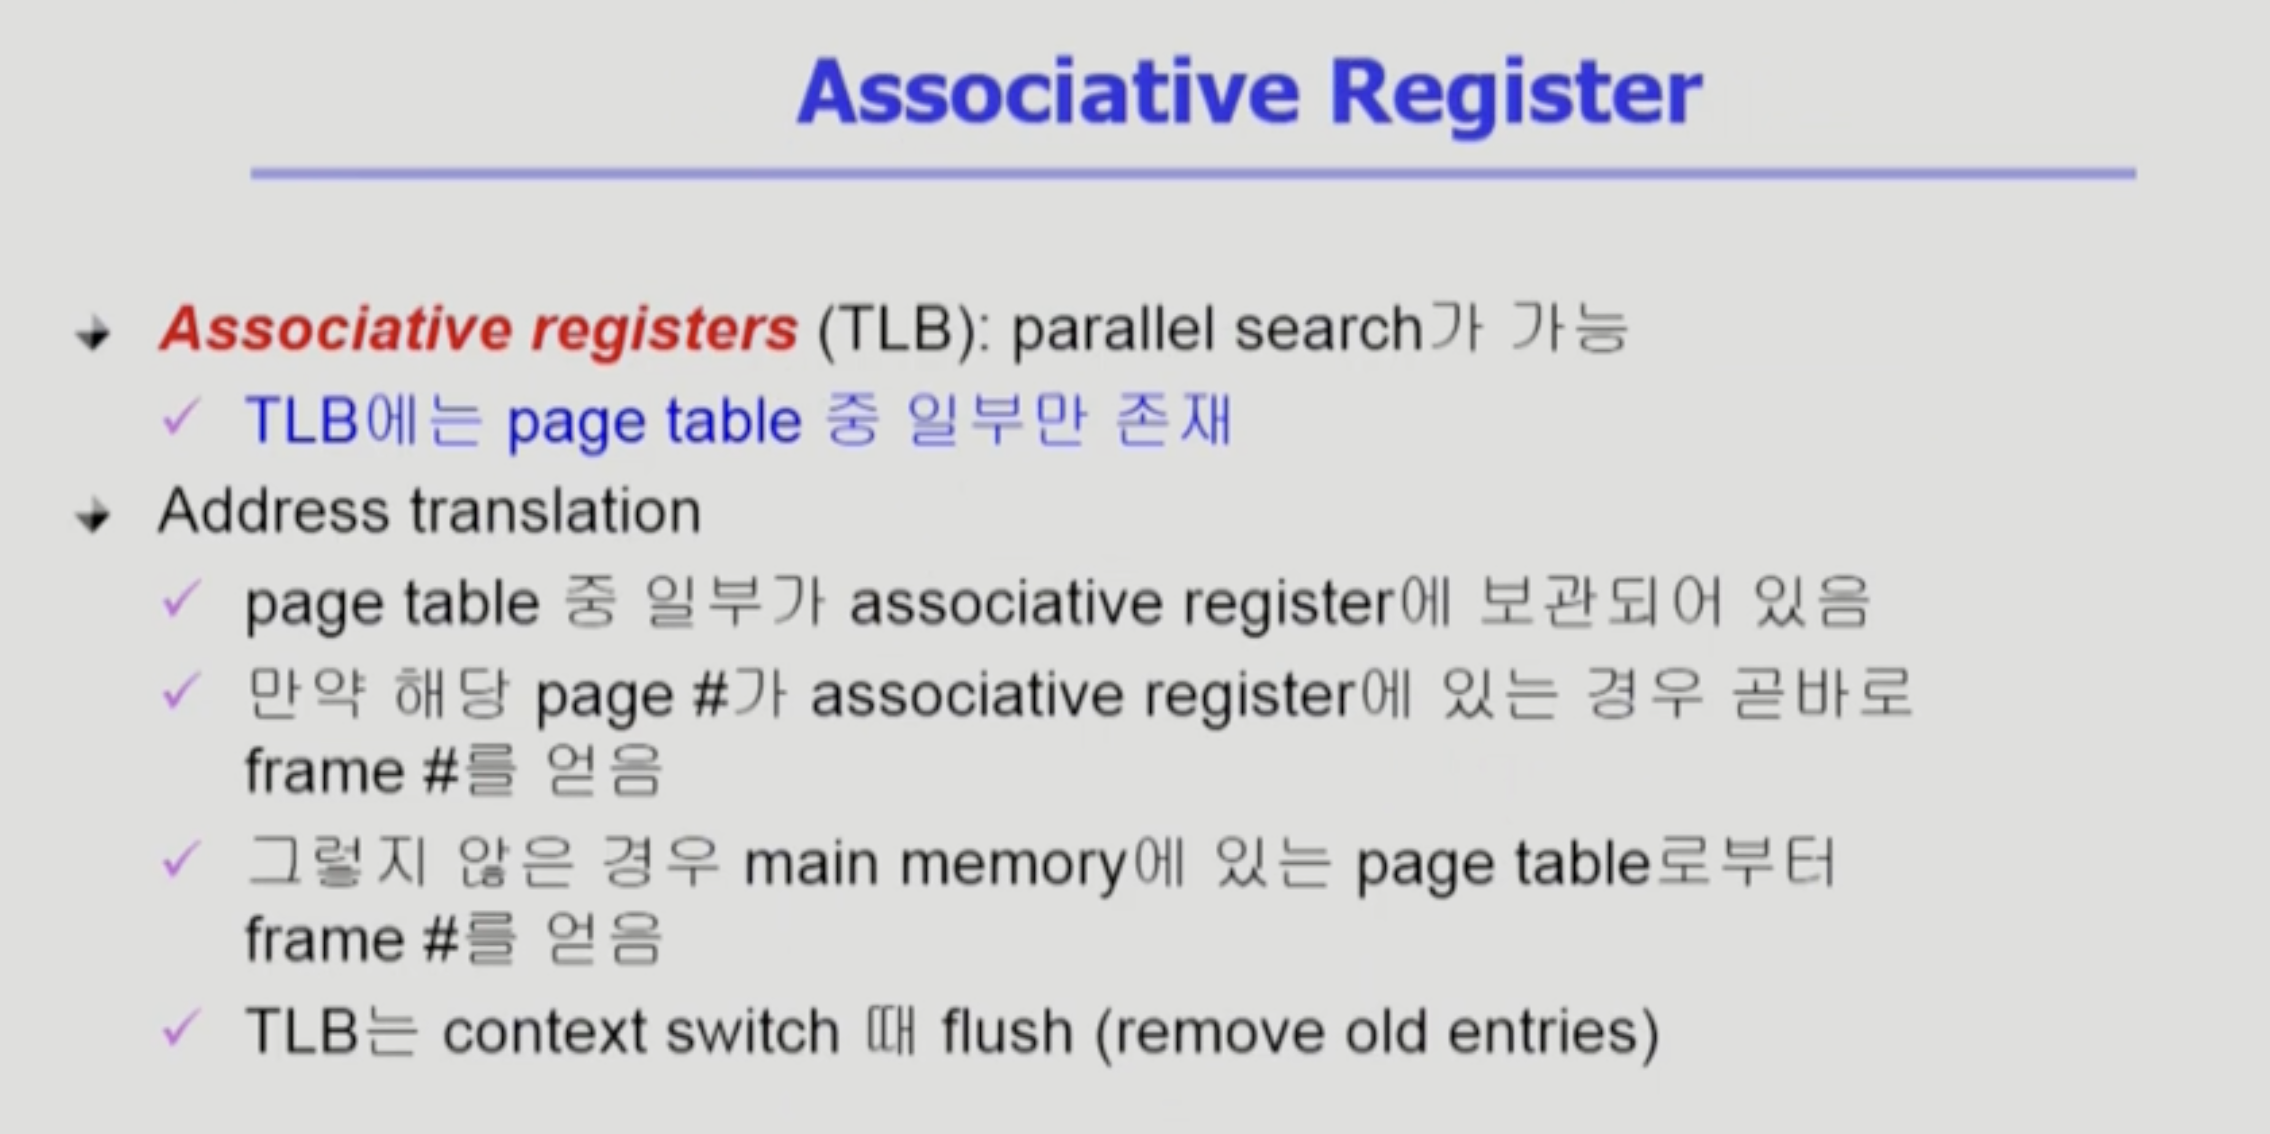 Associative Register
Associative registers (TLB): parallel search가 가능
TLB에는 page table 중 일부만 존재
Address translation
page table 중 일부가 associative register에 보관되어 있음
만약 해당 page #가 associative register에 있는 경우 곧바로
frame #를 얻음
그렇지 않은 경우 main memory에 있는 page table로부터
frame #를 얻음
TLB는 context switch 때 flush (remove old entries)